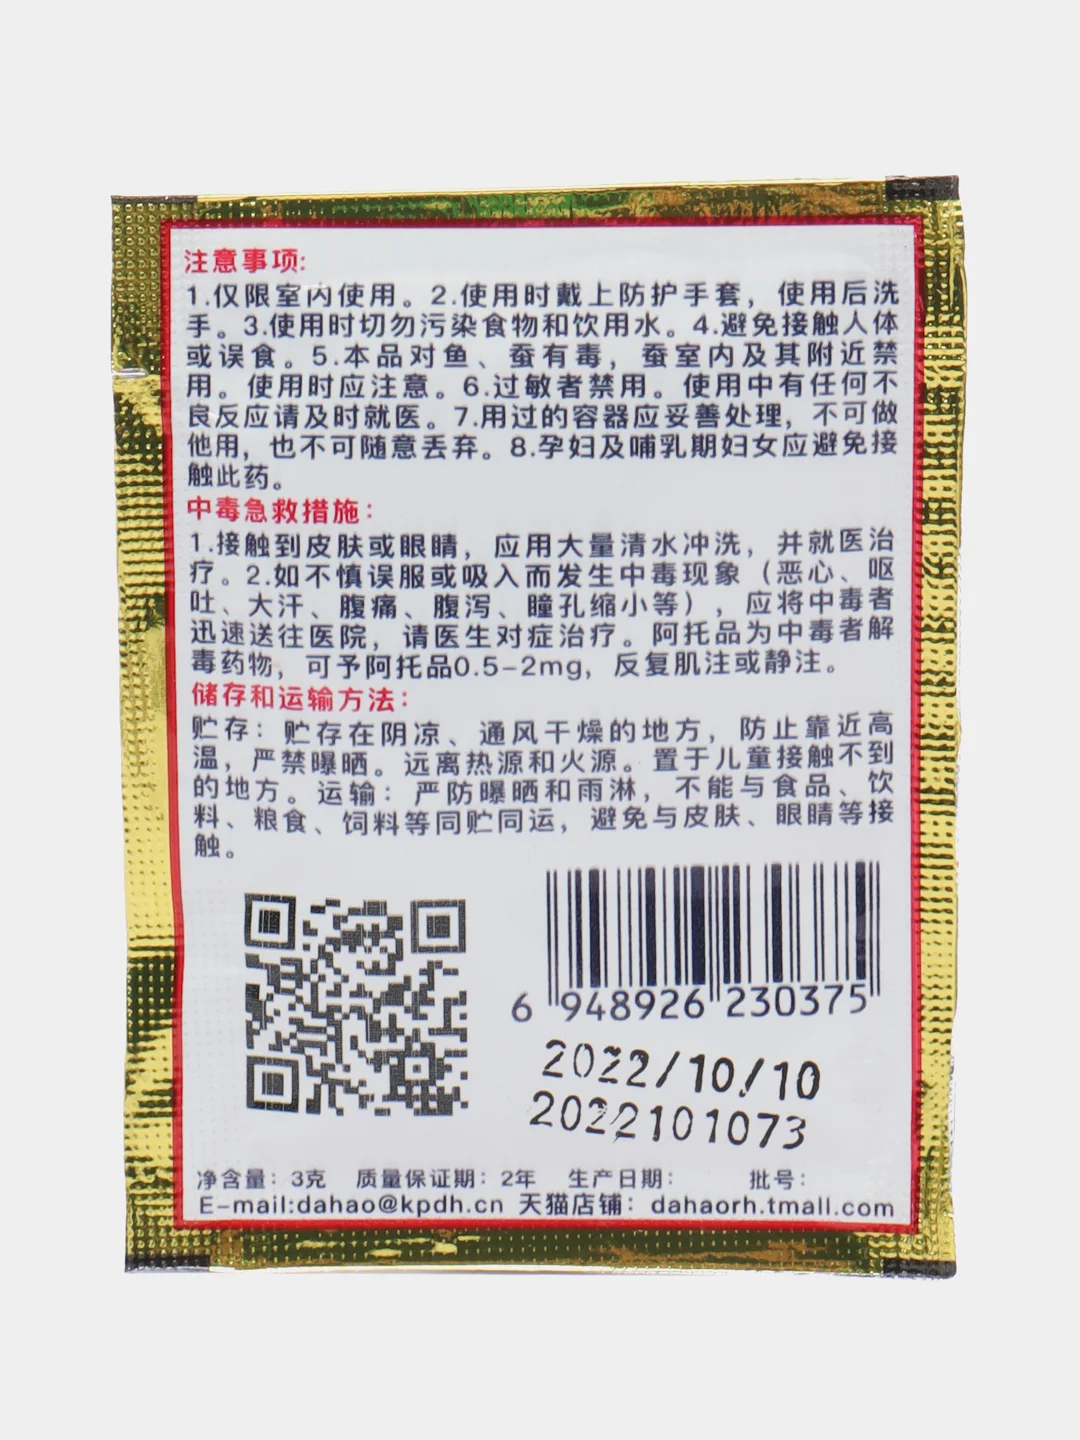 注意事项:
1.仅限室内使用。2.使用时戴上防护手套，使用后洗
手。3.使用时切勿污染食物和饮用水。4.避免接触人体
或误食。5.本品对鱼、蚕有毒，蚕室内及其附近禁
用。使用时应注意。6.过敏者禁用。使用中有任何不
良反应请及时就医。7.用过的容器应妥善处理，不可做
他用，也不可随意丢弃。8.孕妇及哺乳期妇女应避免接
触此药。
中毒急救措施：
1.接触到皮肤或眼睛，应用大量清水冲洗，并就医治
疗。2.如不慎误服或吸入而发生中毒现象（恶心、呕
吐、大汗、腹痛、腹泻、瞳孔缩小等），应将中毒者
迅速送往医院，请医生对症治疗。阿托品为中毒者解
毒药物，可予阿托品0.5-2mg，反复肌注或静注。
储存和运输方法：
贮存：贮存在阴凉、通风干燥的地方，防止靠近高
温，严禁曝晒。远离热源和火源。置于儿童接触不到
的地方。运输：严防曝晒和雨淋，不能与食品、饮
料、粮食、饲料等同贮同运，避免与皮肤、眼睛等接
触。
6 948926 230375
2022/10/10
2022101073
净含量：3克 质量保证期：2年 生产日期： 批号：
E-mail:dahao@kpdh.cn 天猫店铺：dahaorh.tmall.com